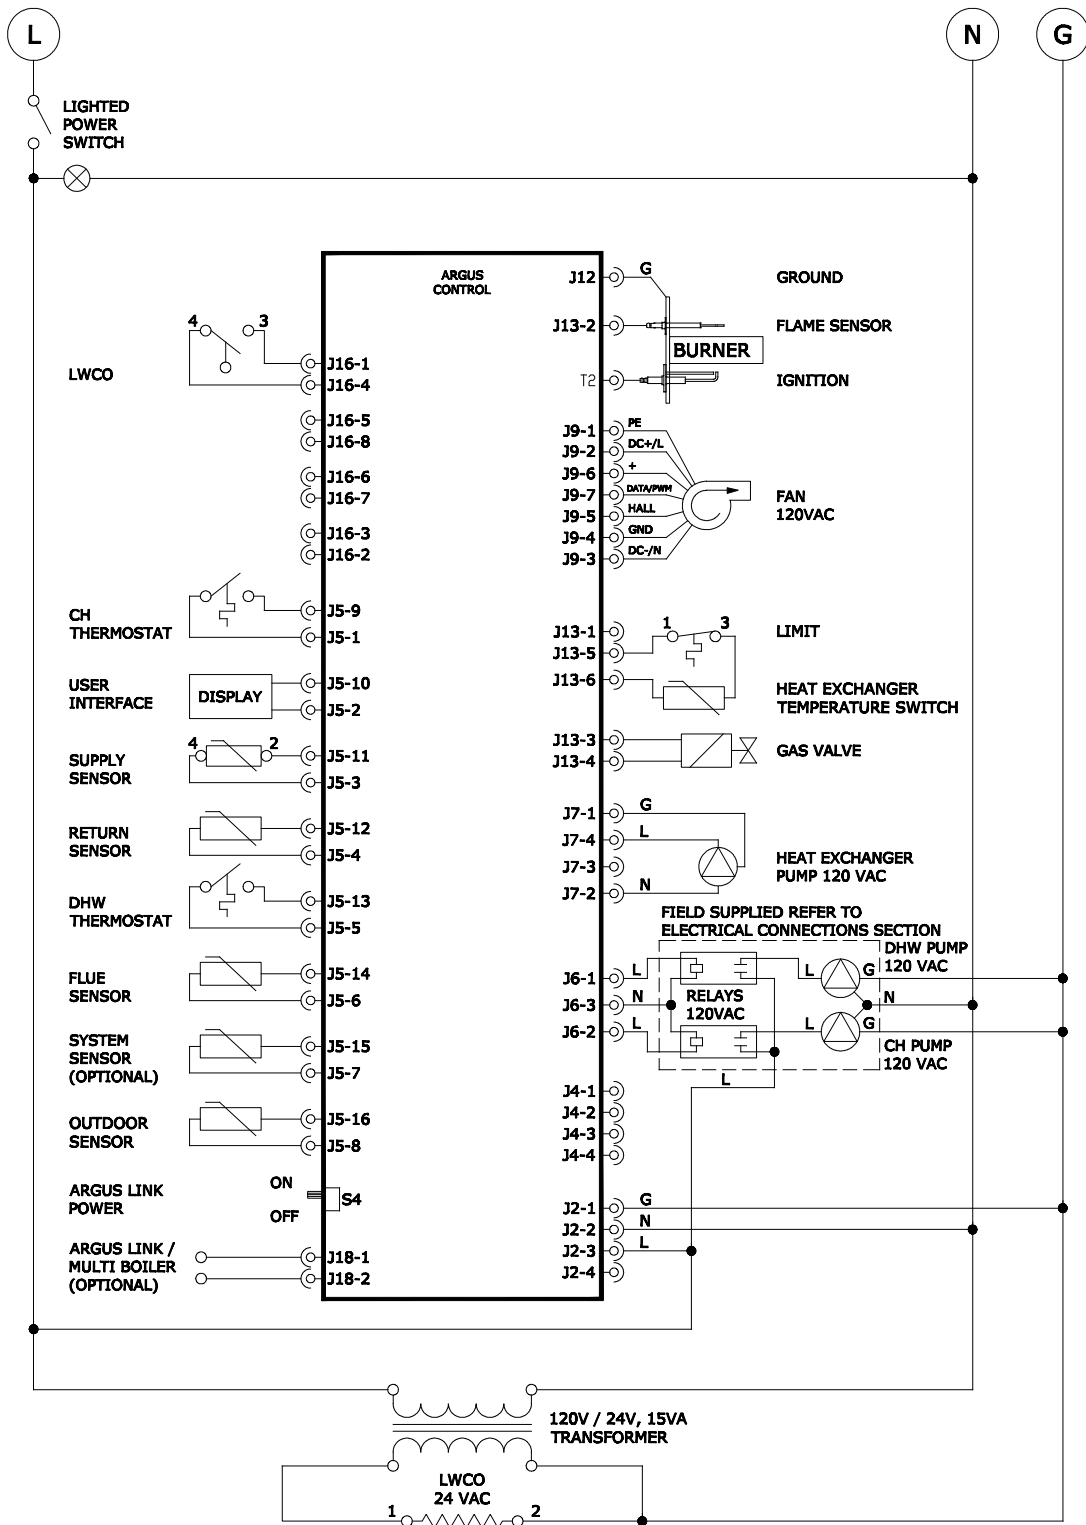 L
N
G
LIGHTED
POWER
SWITCH
ARGUS
CONTROL
LWCO
4
3
J16-1
J16-4
J16-5
J16-8
J16-6
J16-7
J16-3
J16-2
CH
THERMOSTAT
J5-9
J5-1
USER
INTERFACE
DISPLAY
J5-10
J5-2
SUPPLY
SENSOR
4
2
J5-11
J5-3
RETURN
SENSOR
J5-12
J5-4
DHW
THERMOSTAT
J5-13
J5-5
FLUE
SENSOR
J5-14
J5-6
SYSTEM
SENSOR
(OPTIONAL)
J5-15
J5-7
OUTDOOR
SENSOR
J5-16
J5-8
ARGUS LINK
POWER
ON
OFF
S4
ARGUS LINK /
MULTI BOILER
(OPTIONAL)
J18-1
J18-2
J12
G
GROUND
J13-2
FLAME SENSOR
BURNER
T2
IGNITION
J9-1 PE
J9-2 DC+/L
J9-6 +
J9-7 DATA/PWM
J9-5 HALL
J9-4 GND
J9-3 DC-/N
FAN
120VAC
J13-1
J13-5
J13-6
1
3
LIMIT
HEAT EXCHANGER
TEMPERATURE SWITCH
J13-3
J13-4
GAS VALVE
J7-1 G
J7-4 L
J7-3
J7-2 N
HEAT EXCHANGER
PUMP 120 VAC
FIELD SUPPLIED REFER TO
ELECTRICAL CONNECTIONS SECTION
DHW PUMP
120 VAC
J6-1 L
J6-3 N
J6-2 L
RELAYS
120VAC
L
G
N
L
G
CH PUMP
120 VAC
L
J4-1
J4-2
J4-3
J4-4
J2-1 G
J2-2 N
J2-3 L
J2-4
120V / 24V, 15VA
TRANSFORMER
LWCO
24 VAC
1
2